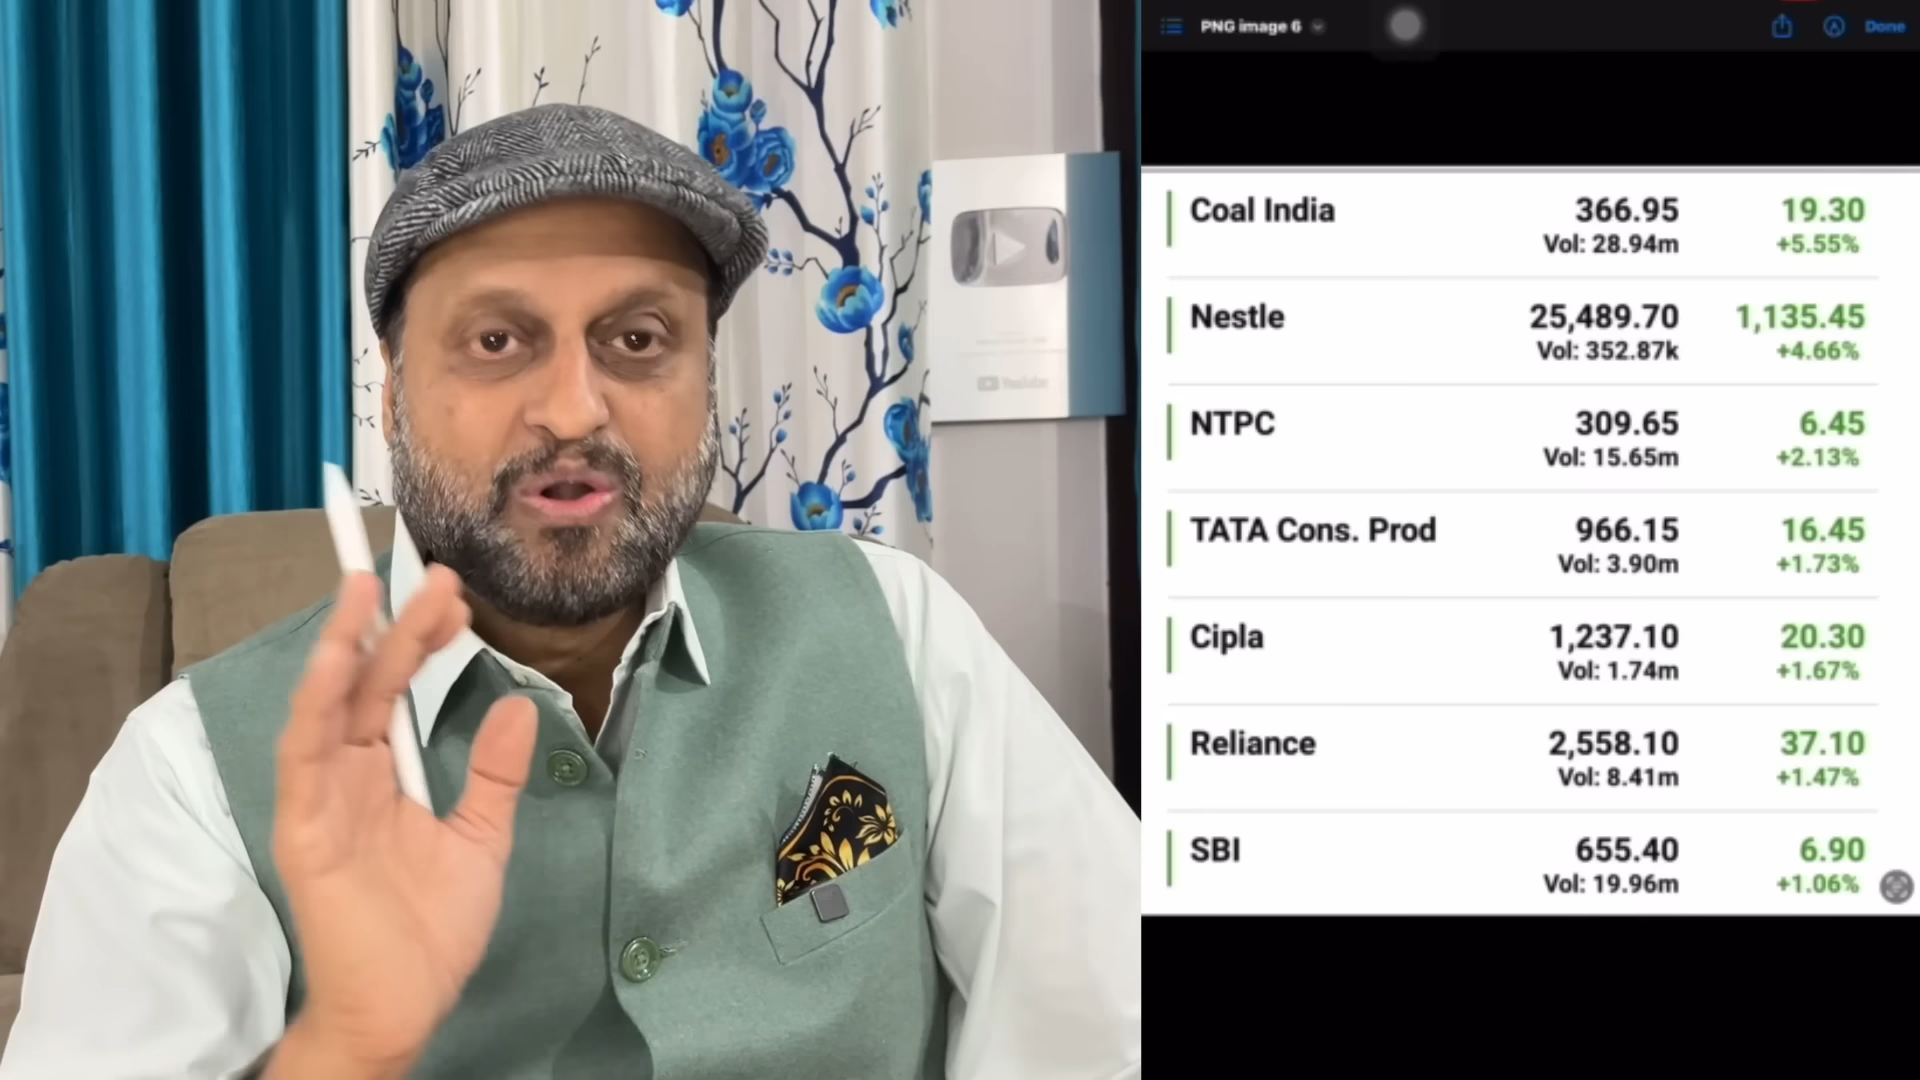 PNG image 6
Done
Coal India 366.95 19.30
Vol: 28.94m +5.55%
Nestle 25,489.70 1,135.45
Vol: 352.87k +4.66%
NTPC 309.65 6.45
Vol: 15.65m +2.13%
TATA Cons. Prod 966.15 16.45
Vol: 3.90m +1.73%
Cipla 1,237.10 20.30
Vol: 1.74m +1.67%
Reliance 2,558.10 37.10
Vol: 8.41m +1.47%
SBI 655.40 6.90
Vol: 19.96m +1.06%
YouTube